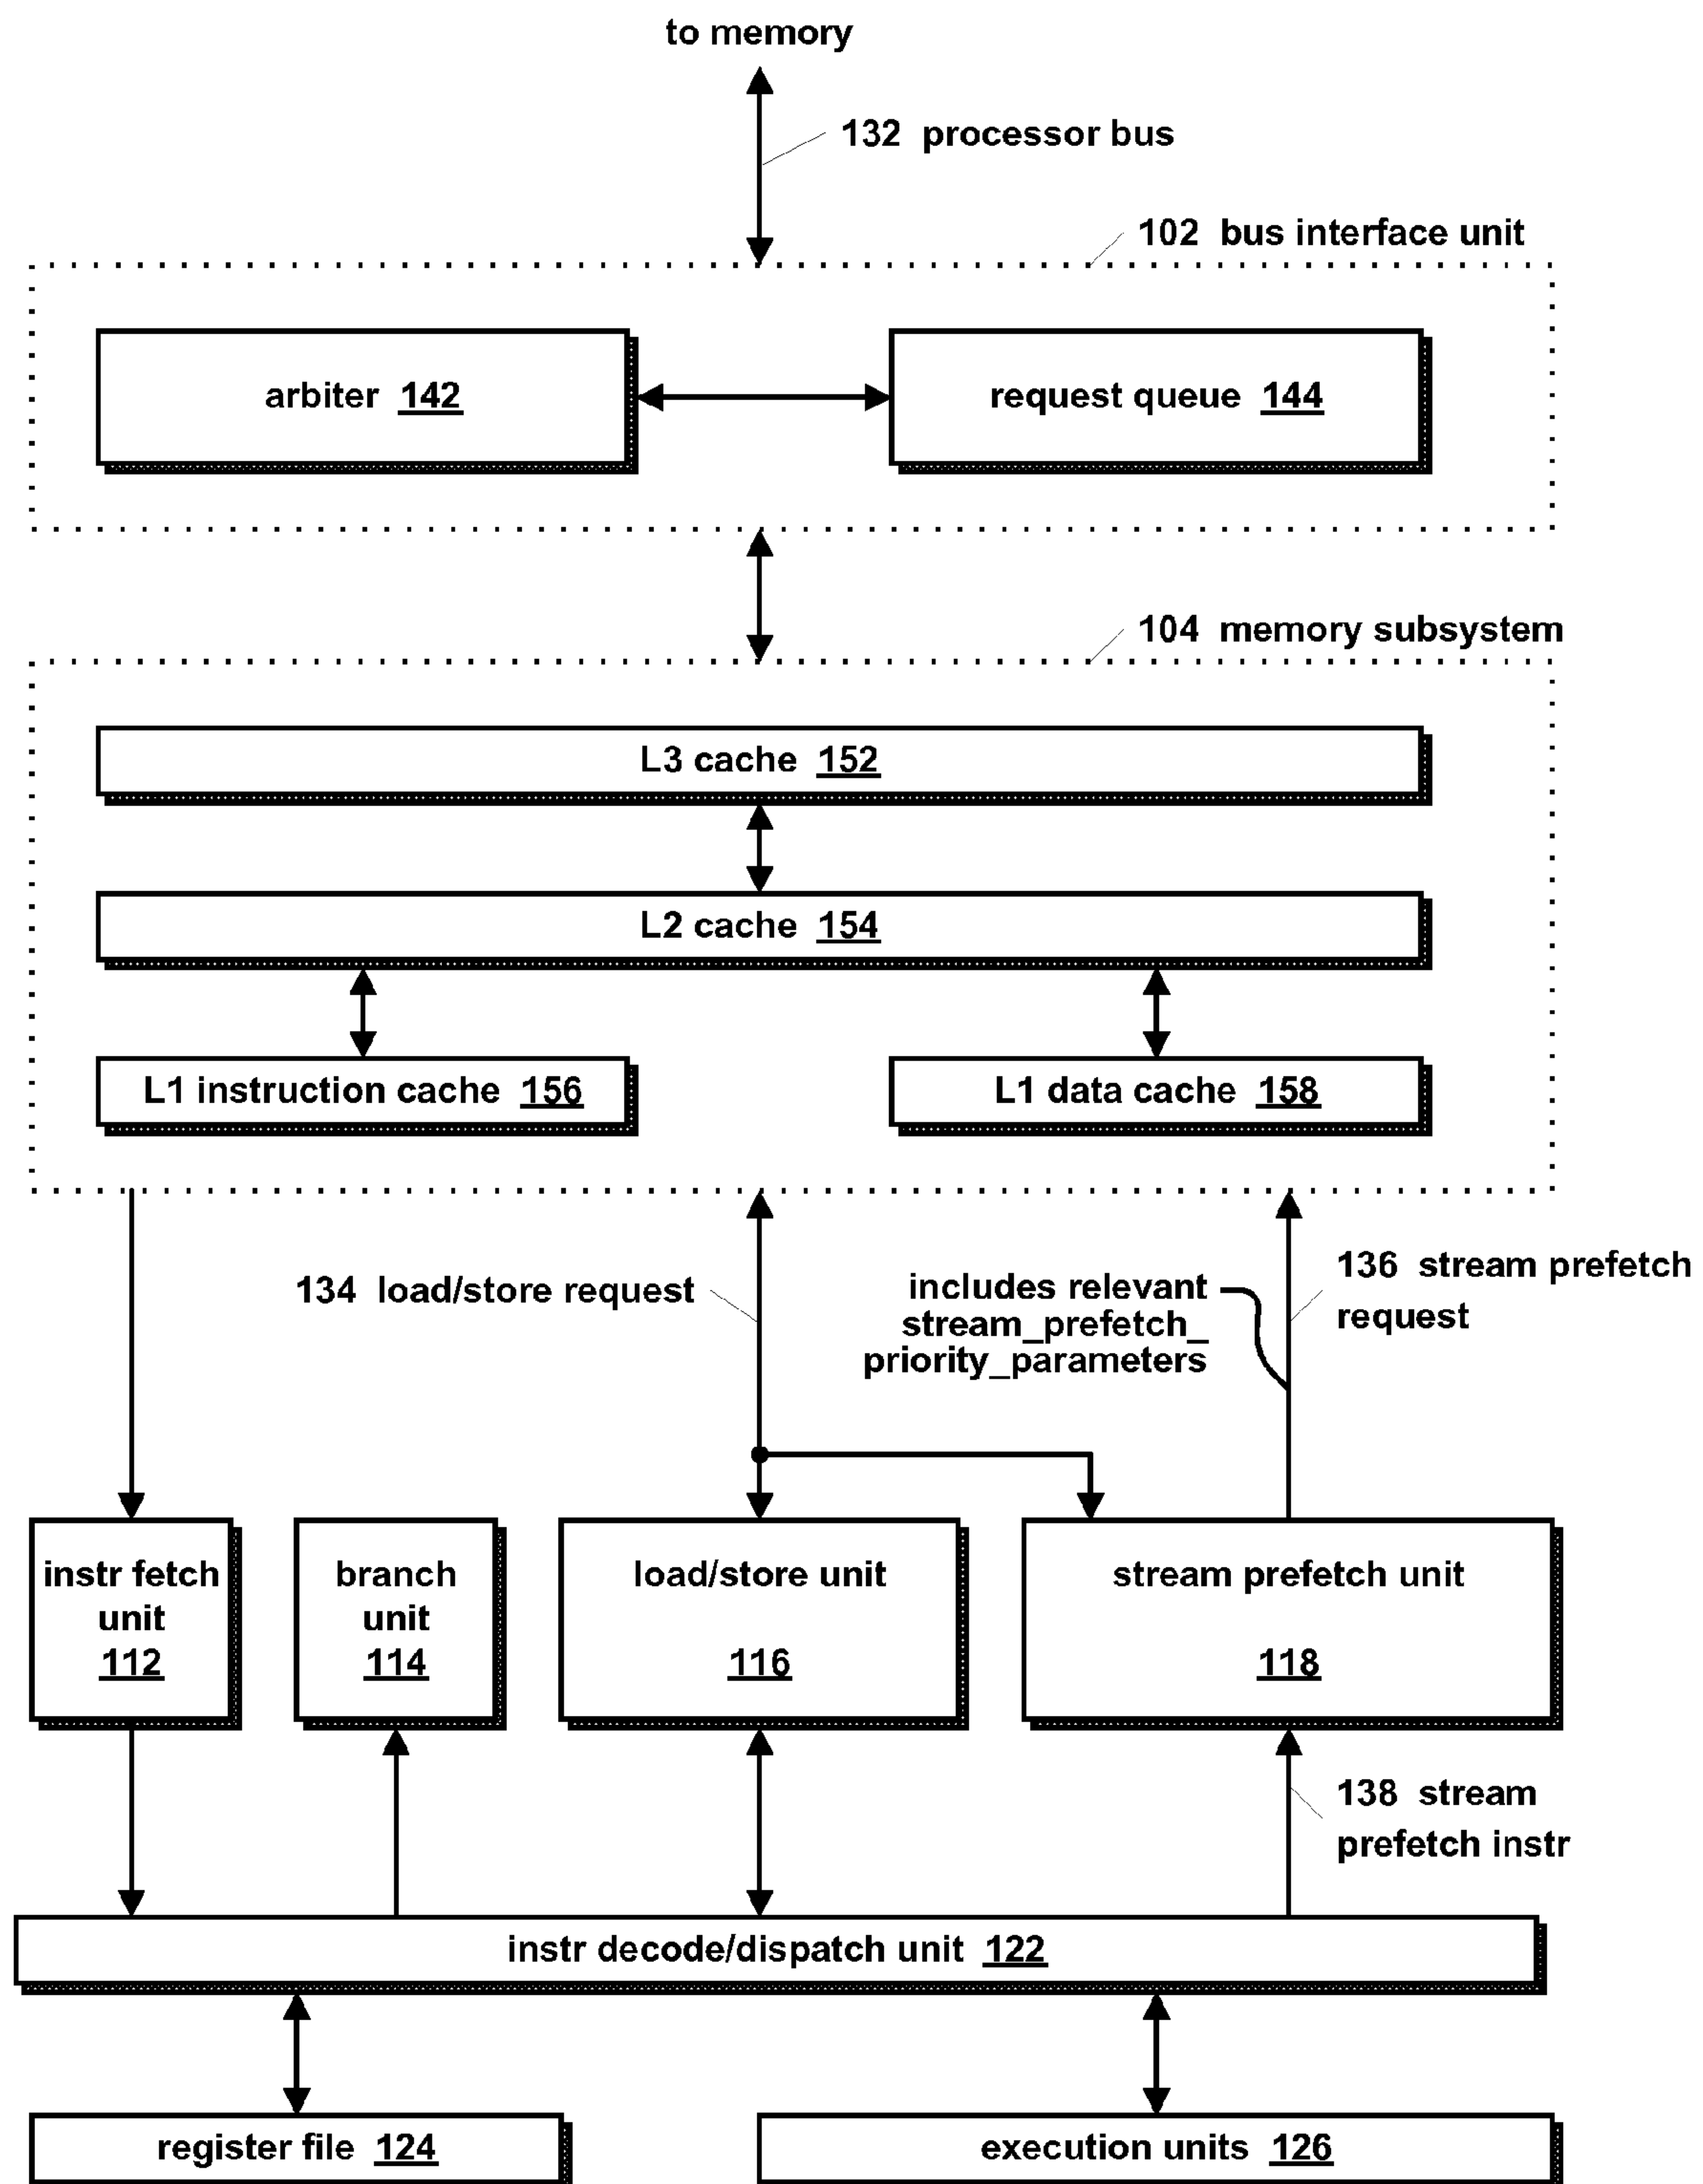 to memory
132 processor bus
102 bus interface unit
arbiter 142
request queue 144
104 memory subsystem
L3 cache 152
L2 cache 154
L1 instruction cache 156
L1 data cache 158
134 load/store request
includes relevant
stream_prefetch_
priority_parameters
136 stream prefetch
request
instr fetch
unit
112
branch
unit
114
load/store unit
116
stream prefetch unit
118
138 stream
prefetch instr
instr decode/dispatch unit 122
register file 124
execution units 126